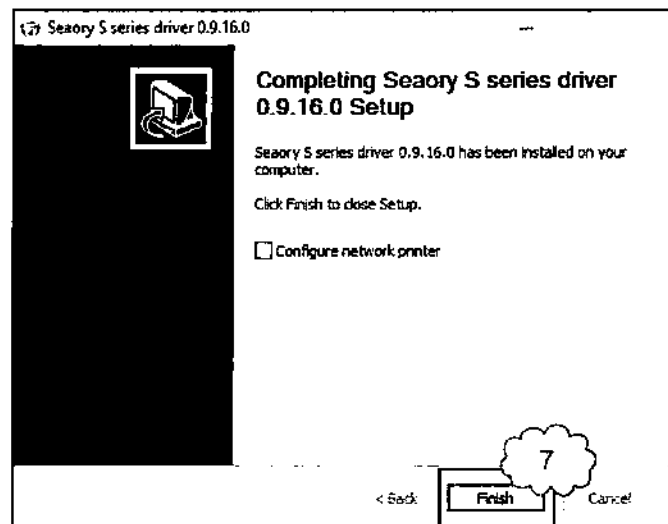 Seaory S series driver 0.9.16.0
Completing Seaory S series driver
0.9.16.0 Setup
Seaory S series driver 0.9.16.0 has been installed on your
computer.
Click Finish to close Setup.
Configure network printer
7
< Back Finish Cancel